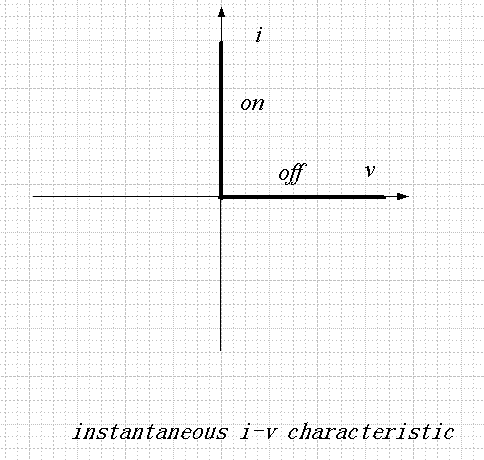 i
on
off
v
instantaneous i-v characteristic